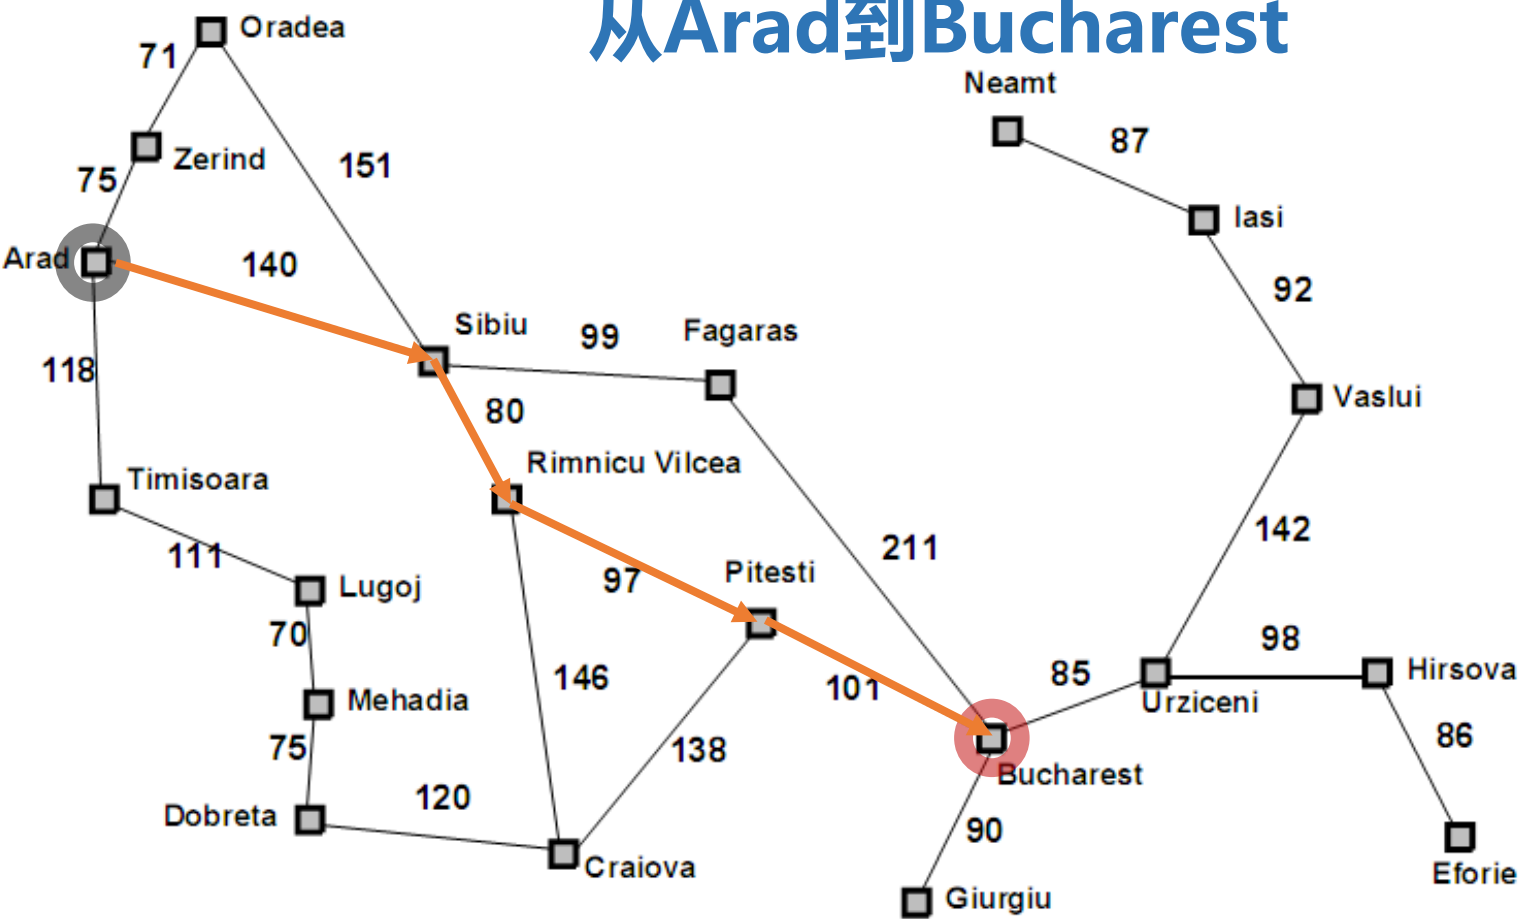 从Arad到Bucharest
Oradea
71
Neamt
87
Zerind
151
75
Iasi
Arad
140
92
Sibiu
99
Fagaras
118
80
Vaslui
Rimnicu Vilcea
Timisoara
142
211
111
97
Pitesti
Lugoj
70
98
146
85
Hirsova
101
Urziceni
Mehadia
86
75
138
Bucharest
120
Dobreta
90
Craiova
Eforie
Giurgiu